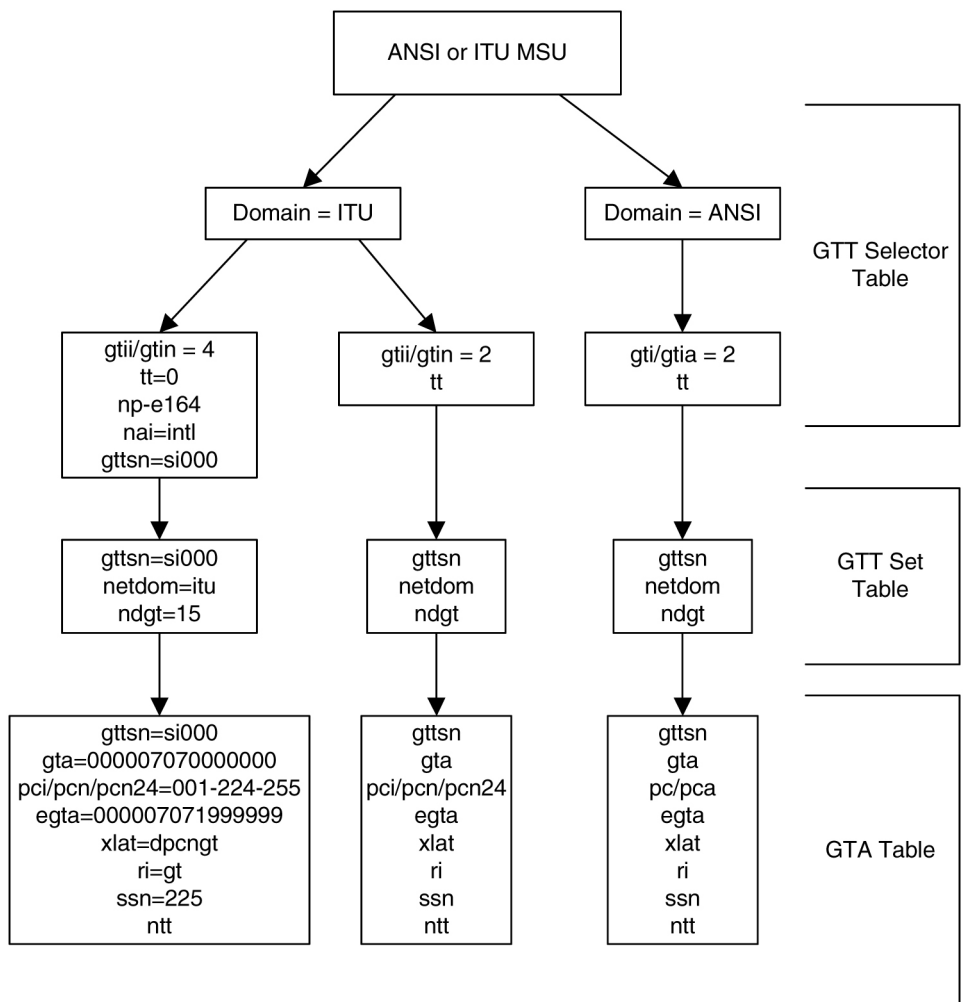 ANSI or ITU MSU
Domain = ITU
Domain = ANSI
GTT Selector
Table
gtii/gtin = 4
tt=0
np-e164
nai=intl
gttsn=si000
gtii/gtin = 2
tt
gti/gtia = 2
tt
gttsn=si000
netdom=itu
ndgt=15
gttsn
netdom
ndgt
gttsn
netdom
ndgt
GTT Set
Table
gttsn=si000
gta=000007070000000
pci/pcn/pcn24=001-224-255
egta=000007071999999
xlat=dpcngt
ri=gt
ssn=225
ntt
gttsn
gta
pci/pcn/pcn24
egta
xlat
ri
ssn
ntt
gttsn
gta
pc/pca
egta
xlat
ri
ssn
ntt
GTA Table